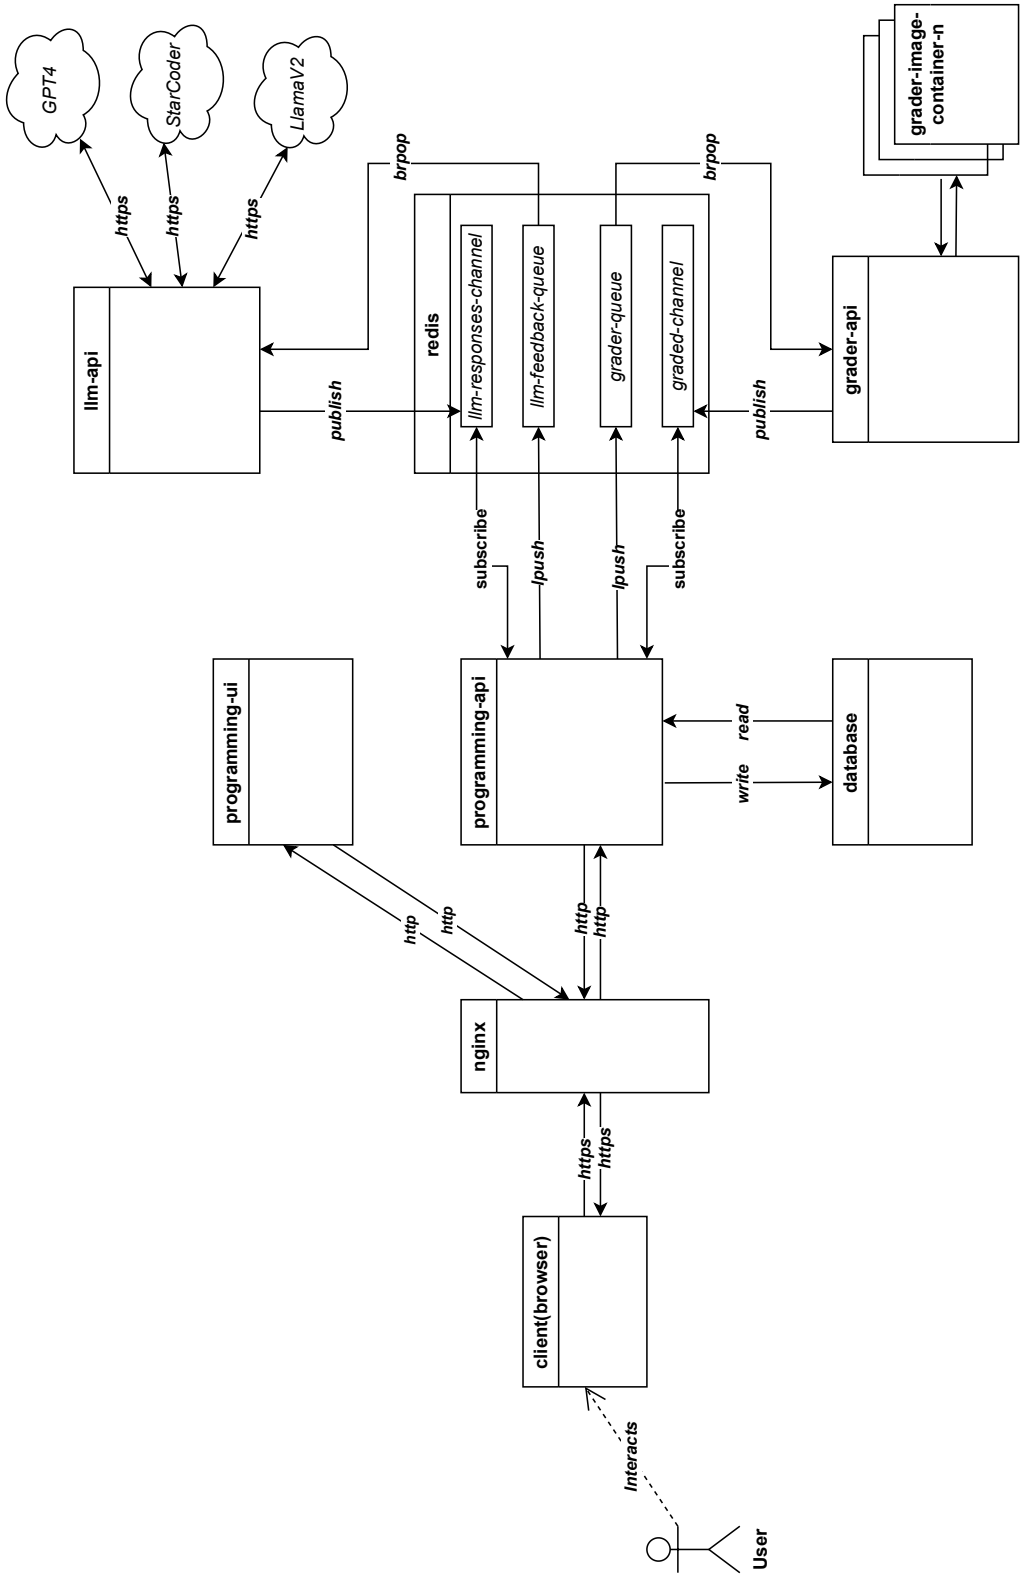 User
Interacts
client(browser)
https
https
nginx
http
http
http
http
programming-ui
programming-api
write
read
database
subscribe
lpush
lpush
subscribe
redis
llm-responses-channel
llm-feedback-queue
grader-queue
graded-channel
publish
brpop
brpop
publish
llm-api
https
https
https
GPT4
StarCoder
LlamaV2
grader-api
grader-image-
container-n